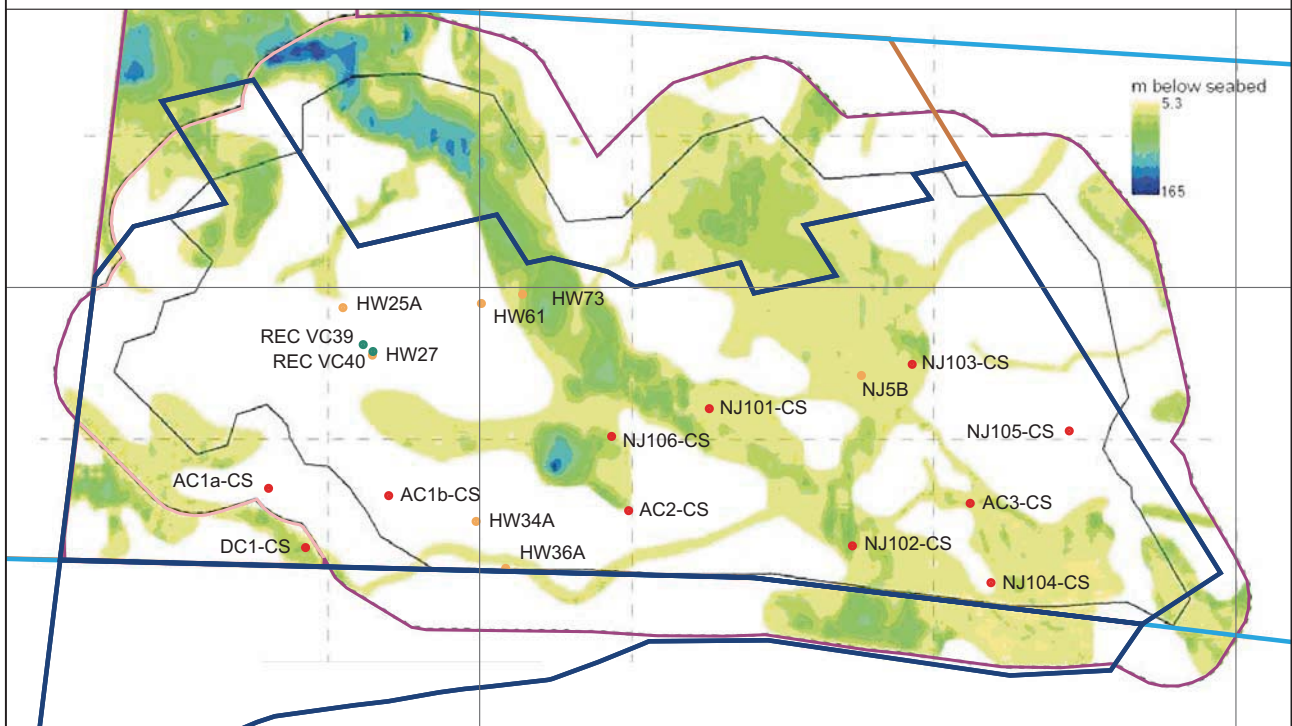 m below seabed
5.3
165
HW25A
HW73
HW61
REC VC39
REC VC40
HW27
NJ103-CS
NJ5B
NJ101-CS
NJ105-CS
NJ106-CS
AC1a-CS
AC1b-CS
AC2-CS
AC3-CS
HW34A
DC1-CS
HW36A
NJ102-CS
NJ104-CS